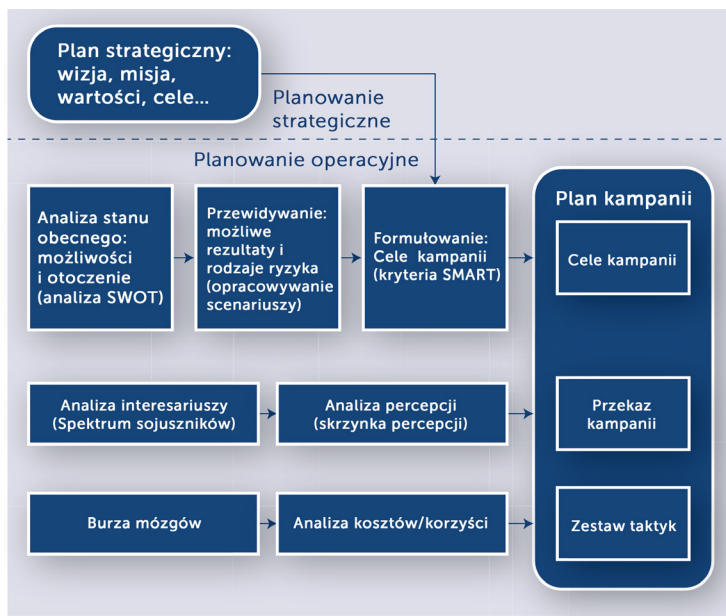 Plan strategiczny:
wizja, misja,
wartości, cele...
Planowanie
strategiczne
Planowanie operacyjne
Analiza stanu
obecnego:
możliwości
i otoczenie
(analiza SWOT)
Przewidywanie:
możliwe
rezultaty i
rodzaje ryzyka
(opracowywanie
scenariuszy)
Formułowanie:
Cele kampanii
(kryteria SMART)
Plan kampanii
Cele kampanii
Analiza interesariuszy
(Spektrum sojuszników)
Analiza percepcji
(skrzynka percepcji)
Przekaz
kampanii
Burza mózgów
Analiza kosztów/korzyści
Zestaw taktyk